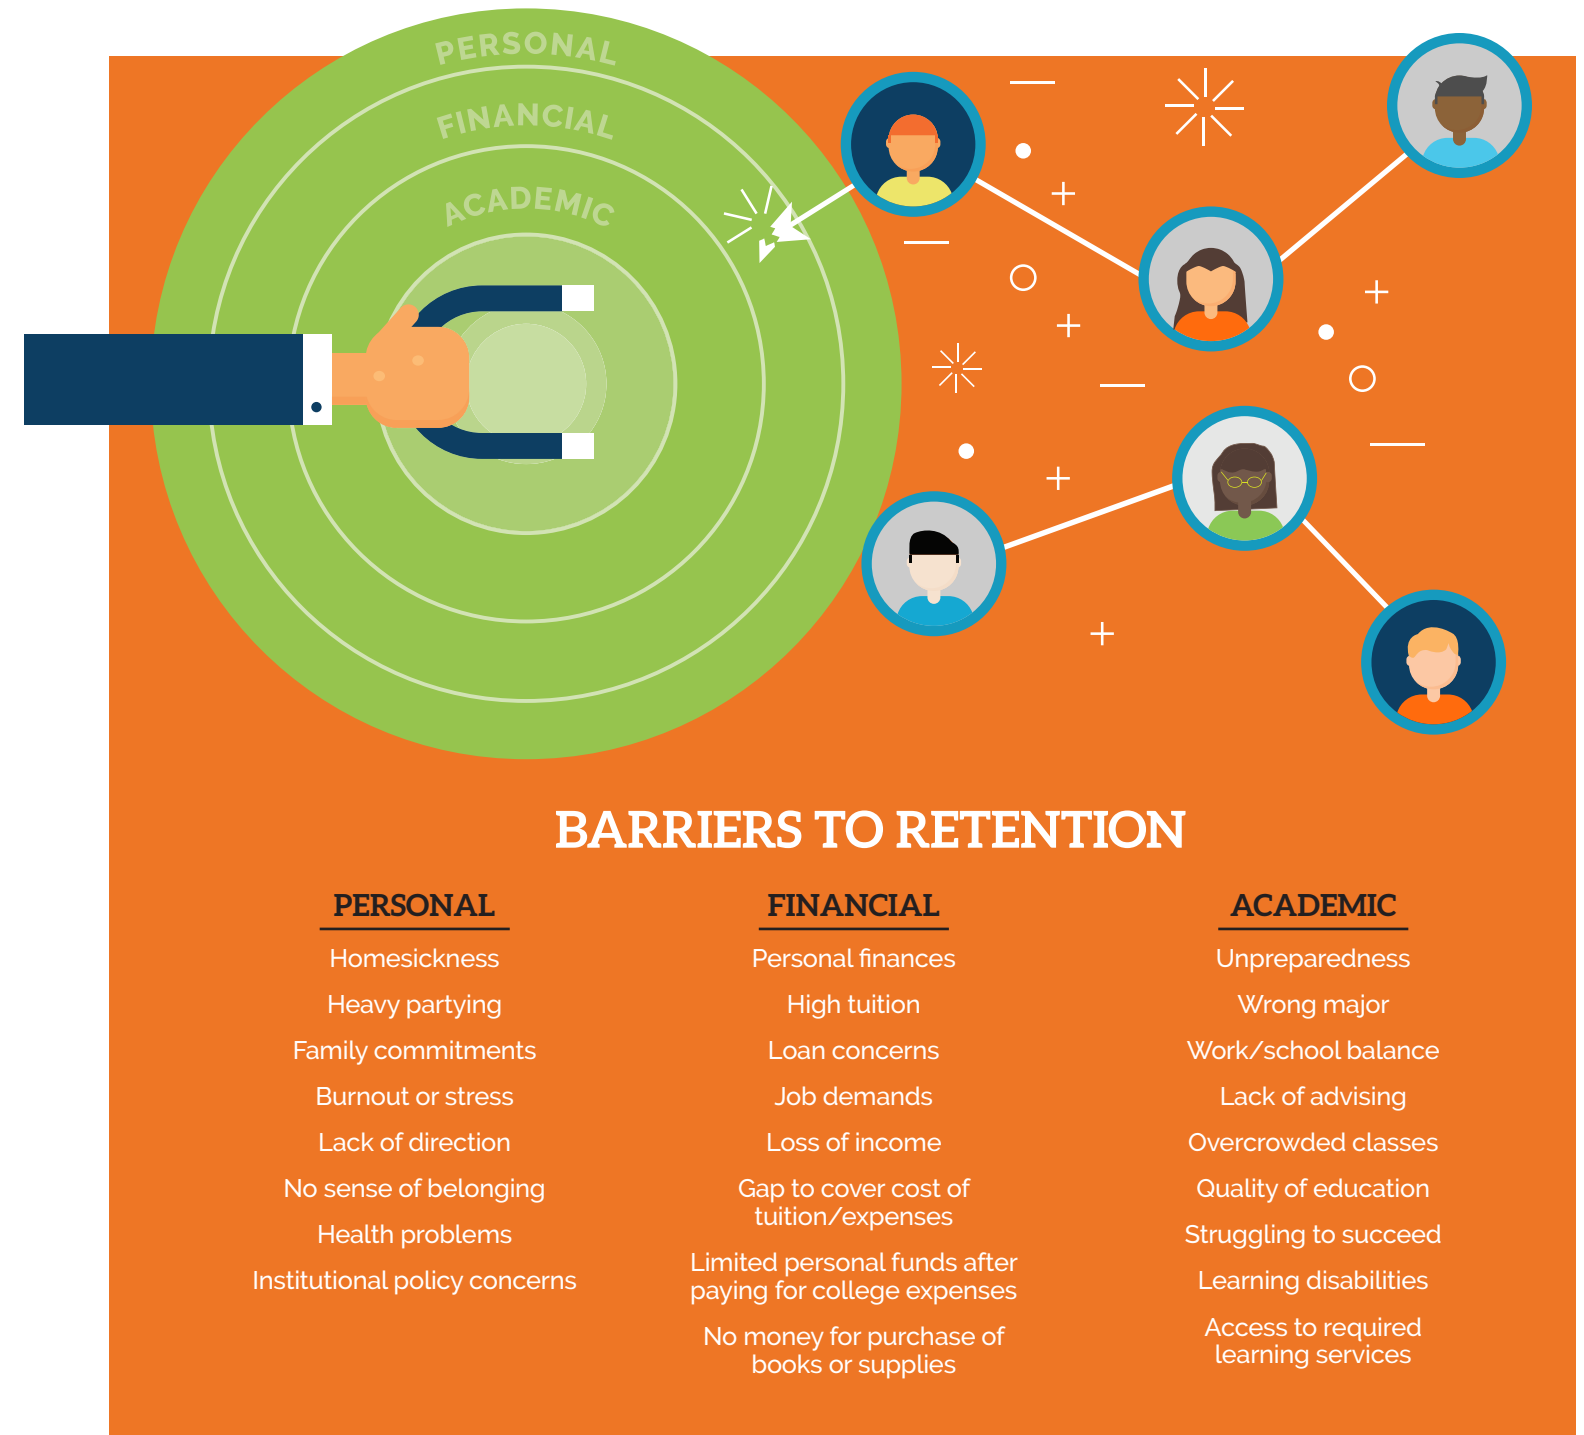 PERSONAL
FINANCIAL
ACADEMIC
BARRIERS TO RETENTION
PERSONAL
Homesickness
Heavy partying
Family commitments
Burnout or stress
Lack of direction
No sense of belonging
Health problems
Institutional policy concerns
FINANCIAL
Personal finances
High tuition
Loan concerns
Job demands
Loss of income
Gap to cover cost of
tuition/expenses
Limited personal funds after
paying for college expenses
No money for purchase of
books or supplies
ACADEMIC
Unpreparedness
Wrong major
Work/school balance
Lack of advising
Overcrowded classes
Quality of education
Struggling to succeed
Learning disabilities
Access to required
learning services